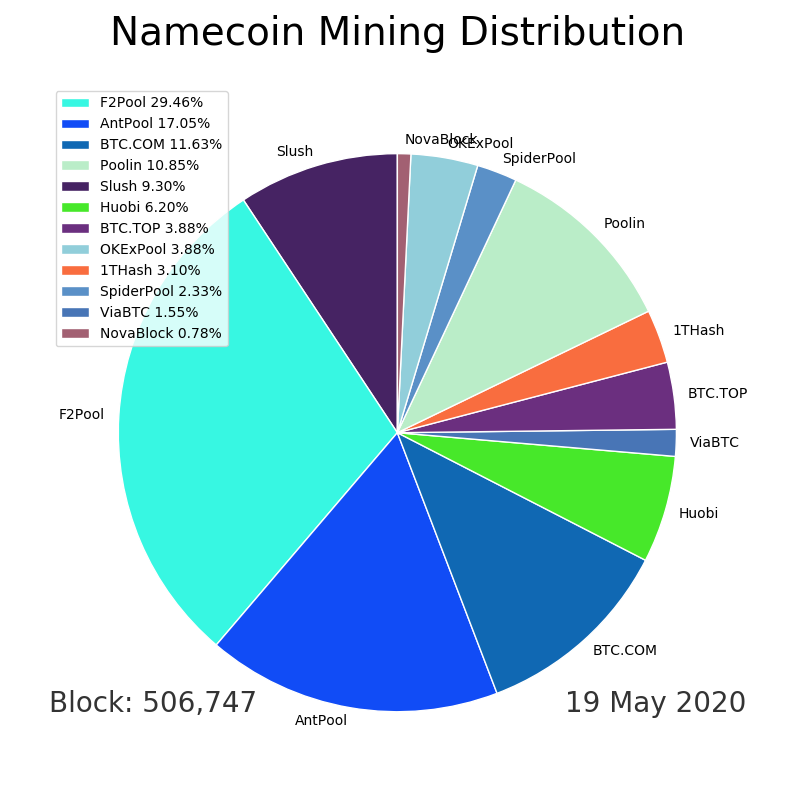 Namecoin Mining Distribution
F2Pool 29.46%
AntPool 17.05%
BTC.COM 11.63%
Poolin 10.85%
Slush 9.30%
Huobi 6.20%
BTC.TOP 3.88%
OKExPool 3.88%
1THash 3.10%
SpiderPool 2.33%
ViaBTC 1.55%
NovaBlock 0.78%
NovaBlock
OKExPool
SpiderPool
Slush
Poolin
1THash
BTC.TOP
F2Pool
ViaBTC
Huobi
BTC.COM
AntPool
Block: 506,747
19 May 2020